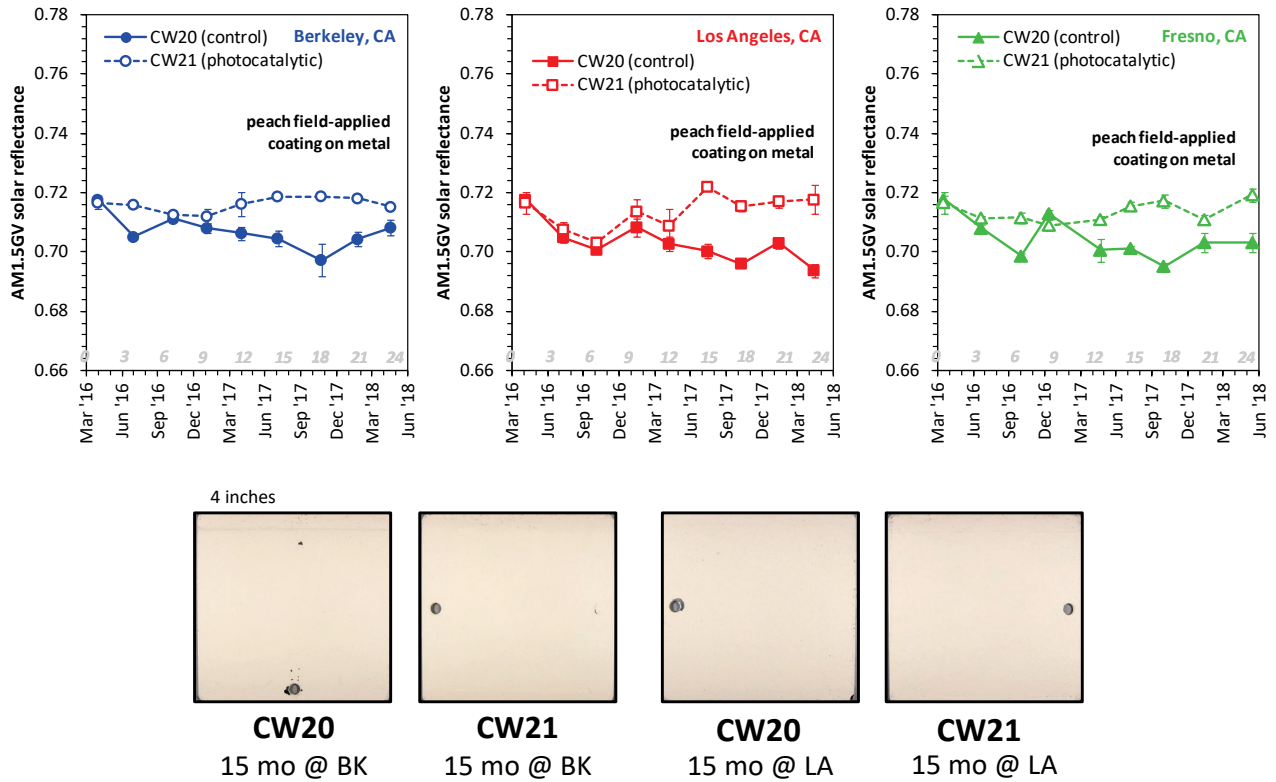 Berkeley, CA
CW20 (control)
CW21 (photocatalytic)
peach field-applied
coating on metal
AM1.5GV solar reflectance
0.78
0.76
0.74
0.72
0.70
0.68
0.66
0 3 6 9 12 15 18 21 24
Mar '16
Jun '16
Sep '16
Dec '16
Mar '17
Jun '17
Sep '17
Dec '17
Mar '18
Jun '18
Los Angeles, CA
CW20 (control)
CW21 (photocatalytic)
peach field-applied
coating on metal
AM1.5GV solar reflectance
0.78
0.76
0.74
0.72
0.70
0.68
0.66
0 3 6 9 12 15 18 21 24
Mar '16
Jun '16
Sep '16
Dec '16
Mar '17
Jun '17
Sep '17
Dec '17
Mar '18
Jun '18
Fresno, CA
CW20 (control)
CW21 (photocatalytic)
peach field-applied
coating on metal
AM1.5GV solar reflectance
0.78
0.76
0.74
0.72
0.70
0.68
0.66
0 3 6 9 12 15 18 21 24
Mar '16
Jun '16
Sep '16
Dec '16
Mar '17
Jun '17
Sep '17
Dec '17
Mar '18
Jun '18
4 inches
CW20
15 mo @ BK
CW21
15 mo @ BK
CW20
15 mo @ LA
CW21
15 mo @ LA